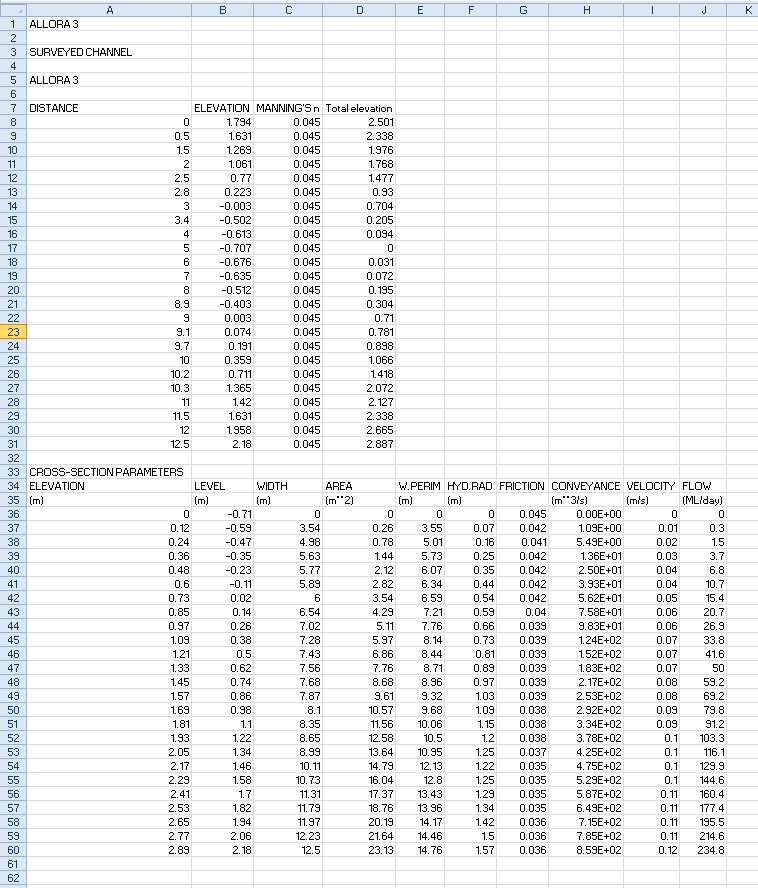 A B C D E F G H I J K
1 ALLORA 3
2
3 SURVEYED CHANNEL
4
5 ALLORA 3
6
7 DISTANCE ELEVATION MANNING'S n Total elevation
8 0 1.794 0.045 2.501
9 0.5 1.631 0.045 2.338
10 1.5 1.269 0.045 1.976
11 2 1.061 0.045 1.768
12 2.5 0.77 0.045 1.477
13 2.8 0.223 0.045 0.93
14 3 -0.003 0.045 0.704
15 3.4 -0.502 0.045 0.205
16 4 -0.613 0.045 0.094
17 5 -0.707 0.045 0
18 6 -0.676 0.045 0.031
19 7 -0.635 0.045 0.072
20 8 -0.512 0.045 0.195
21 8.9 -0.403 0.045 0.304
22 9 0.003 0.045 0.71
23 9.1 0.074 0.045 0.781
24 9.7 0.191 0.045 0.898
25 10 0.359 0.045 1.066
26 10.2 0.711 0.045 1.418
27 10.3 1.365 0.045 2.072
28 11 1.42 0.045 2.127
29 11.5 1.631 0.045 2.338
30 12 1.958 0.045 2.665
31 12.5 2.18 0.045 2.887
32
33 CROSS-SECTION PARAMETERS
34 ELEVATION LEVEL WIDTH AREA W.PERIM HYD.RAD FRICTION CONVEYANCE VELOCITY FLOW
35 (m) (m) (m) (m**2) (m) (m) (m**3/s) (m/s) (ML/day)
36 0 -0.71 0 0 0 0 0.045 0.00E+00 0 0
37 0.12 -0.59 3.54 0.26 3.55 0.07 0.042 1.09E+00 0.01 0.3
38 0.24 -0.47 4.98 0.78 5.01 0.16 0.041 5.49E+00 0.02 1.5
39 0.36 -0.35 5.63 1.44 5.73 0.25 0.042 1.36E+01 0.03 3.7
40 0.48 -0.23 5.77 2.12 6.07 0.35 0.042 2.50E+01 0.04 6.8
41 0.6 -0.11 5.89 2.82 6.34 0.44 0.042 3.93E+01 0.04 10.7
42 0.73 0.02 6 3.54 6.59 0.54 0.042 5.62E+01 0.05 15.4
43 0.85 0.14 6.54 4.29 7.21 0.59 0.04 7.58E+01 0.06 20.7
44 0.97 0.26 7.02 5.11 7.76 0.66 0.039 9.83E+01 0.06 26.9
45 1.09 0.38 7.28 5.97 8.14 0.73 0.039 1.24E+02 0.07 33.8
46 1.21 0.5 7.43 6.86 8.44 0.81 0.039 1.52E+02 0.07 41.6
47 1.33 0.62 7.56 7.76 8.71 0.89 0.039 1.83E+02 0.07 50
48 1.45 0.74 7.68 8.68 8.96 0.97 0.039 2.17E+02 0.08 59.2
49 1.57 0.86 7.87 9.61 9.32 1.03 0.039 2.53E+02 0.08 69.2
50 1.69 0.98 8.1 10.57 9.68 1.09 0.038 2.92E+02 0.09 79.8
51 1.81 1.1 8.35 11.56 10.06 1.15 0.038 3.34E+02 0.09 91.2
52 1.93 1.22 8.65 12.58 10.5 1.2 0.038 3.78E+02 0.1 103.3
53 2.05 1.34 8.99 13.64 10.95 1.25 0.037 4.25E+02 0.1 116.1
54 2.17 1.46 10.11 14.79 12.13 1.22 0.035 4.75E+02 0.1 129.9
55 2.29 1.58 10.73 16.04 12.8 1.25 0.035 5.29E+02 0.1 144.6
56 2.41 1.7 11.31 17.37 13.43 1.29 0.035 5.87E+02 0.11 160.4
57 2.53 1.82 11.79 18.76 13.96 1.34 0.035 6.49E+02 0.11 177.4
58 2.65 1.94 11.97 20.19 14.17 1.42 0.036 7.15E+02 0.11 195.5
59 2.77 2.06 12.23 21.64 14.46 1.5 0.036 7.85E+02 0.11 214.6
60 2.89 2.18 12.5 23.13 14.76 1.57 0.036 8.59E+02 0.12 234.8
61
62